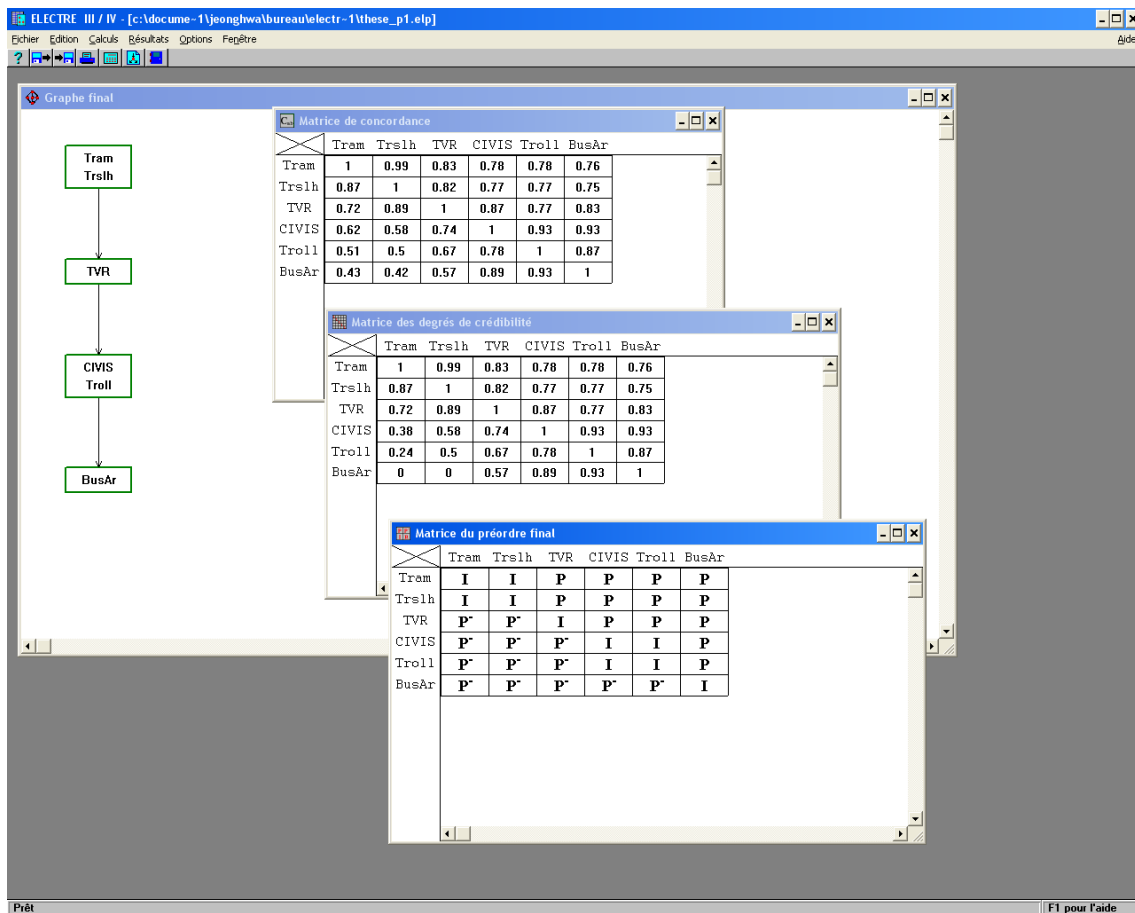 ELECTRE III / IV - [c:\docume~1\jeonghwa\bureau\electr~1\these_p1.elp]
Fichier Edition Calculs Résultats Options Fenêtre Aide
Graphe final
Tram
Trslh
TVR
CIVIS
Troll
BusAr
Matrice de concordance
Tram Trslh TVR CIVIS Troll BusAr
Tram 1 0.99 0.83 0.78 0.78 0.76
Trslh 0.87 1 0.82 0.77 0.77 0.75
TVR 0.72 0.89 1 0.87 0.77 0.83
CIVIS 0.62 0.58 0.74 1 0.93 0.93
Troll 0.51 0.5 0.67 0.78 1 0.87
BusAr 0.43 0.42 0.57 0.89 0.93 1
Matrice des degrés de crédibilité
Tram Trslh TVR CIVIS Troll BusAr
Tram 1 0.99 0.83 0.78 0.78 0.76
Trslh 0.87 1 0.82 0.77 0.77 0.75
TVR 0.72 0.89 1 0.87 0.77 0.83
CIVIS 0.38 0.58 0.74 1 0.93 0.93
Troll 0.24 0.5 0.67 0.78 1 0.87
BusAr 0 0 0.57 0.89 0.93 1
Matrice du préordre final
Tram Trslh TVR CIVIS Troll BusAr
Tram I I P P P P
Trslh I I P P P P
TVR P⁻ P⁻ I P P P
CIVIS P⁻ P⁻ P⁻ I I P
Troll P⁻ P⁻ P⁻ I I P
BusAr P⁻ P⁻ P⁻ P⁻ P⁻ I
Prêt F1 pour l'aide